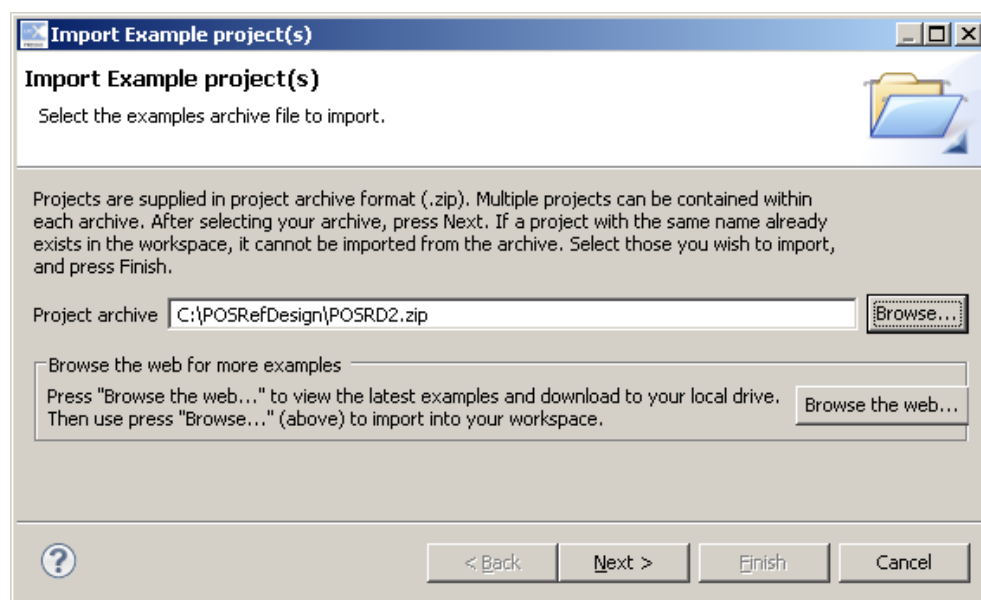 Import Example project(s)
Import Example project(s)
Select the examples archive file to import.
Projects are supplied in project archive format (.zip). Multiple projects can be contained within
each archive. After selecting your archive, press Next. If a project with the same name already
exists in the workspace, it cannot be imported from the archive. Select those you wish to import,
and press Finish.
Project archive C:\POSRefDesign\POSRD2.zip Browse...
Browse the web for more examples
Press "Browse the web..." to view the latest examples and download to your local drive.
Then use press "Browse..." (above) to import into your workspace.
Browse the web...
? < Back Next > Finish Cancel